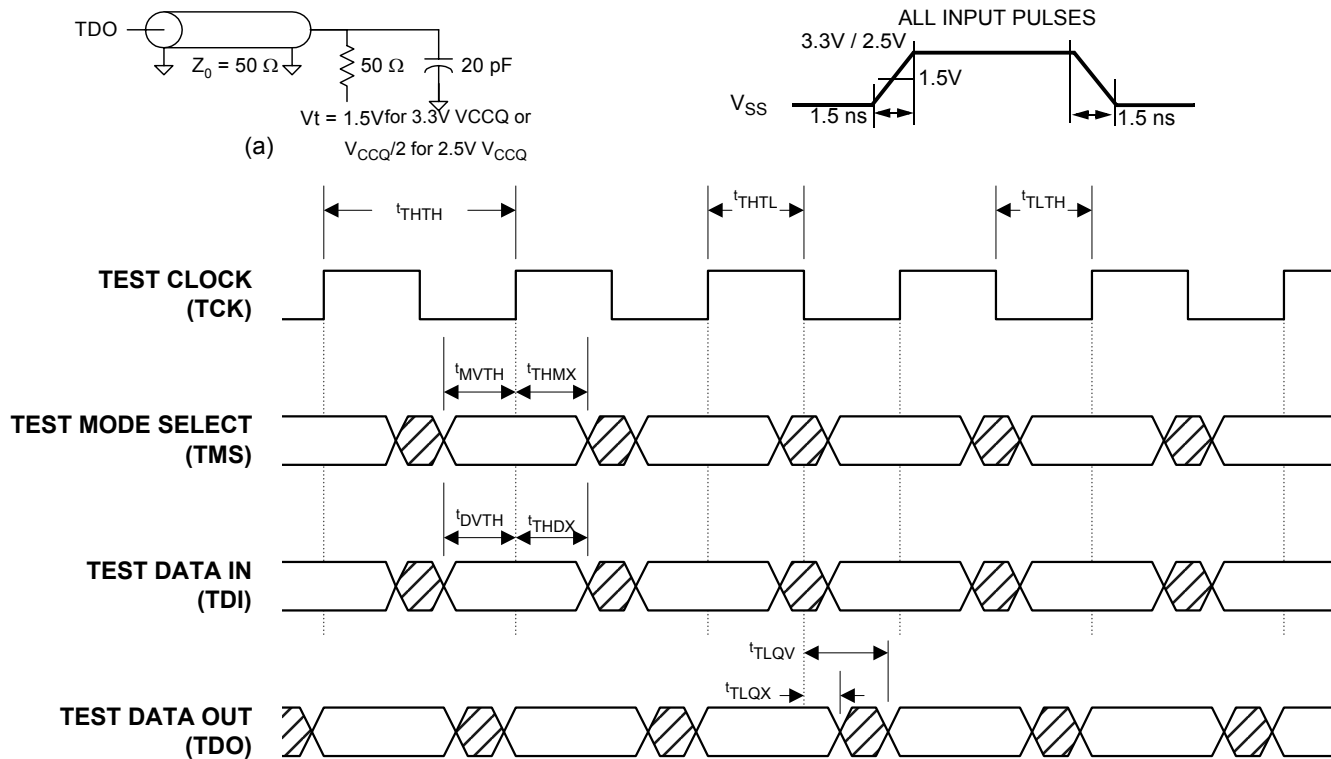 ALL INPUT PULSES
TDO
Z0 = 50 Ω
50 Ω
20 pF
Vt = 1.5Vfor 3.3V VCCQ or
VCCQ/2 for 2.5V VCCQ
(a)
3.3V / 2.5V
1.5V
VSS
1.5 ns
1.5 ns
tTHTH
tTHTL
tTLTH
TEST CLOCK
(TCK)
tMVTH
tTHMX
TEST MODE SELECT
(TMS)
tDVTH
tTHDX
TEST DATA IN
(TDI)
tTLQV
tTLQX
TEST DATA OUT
(TDO)